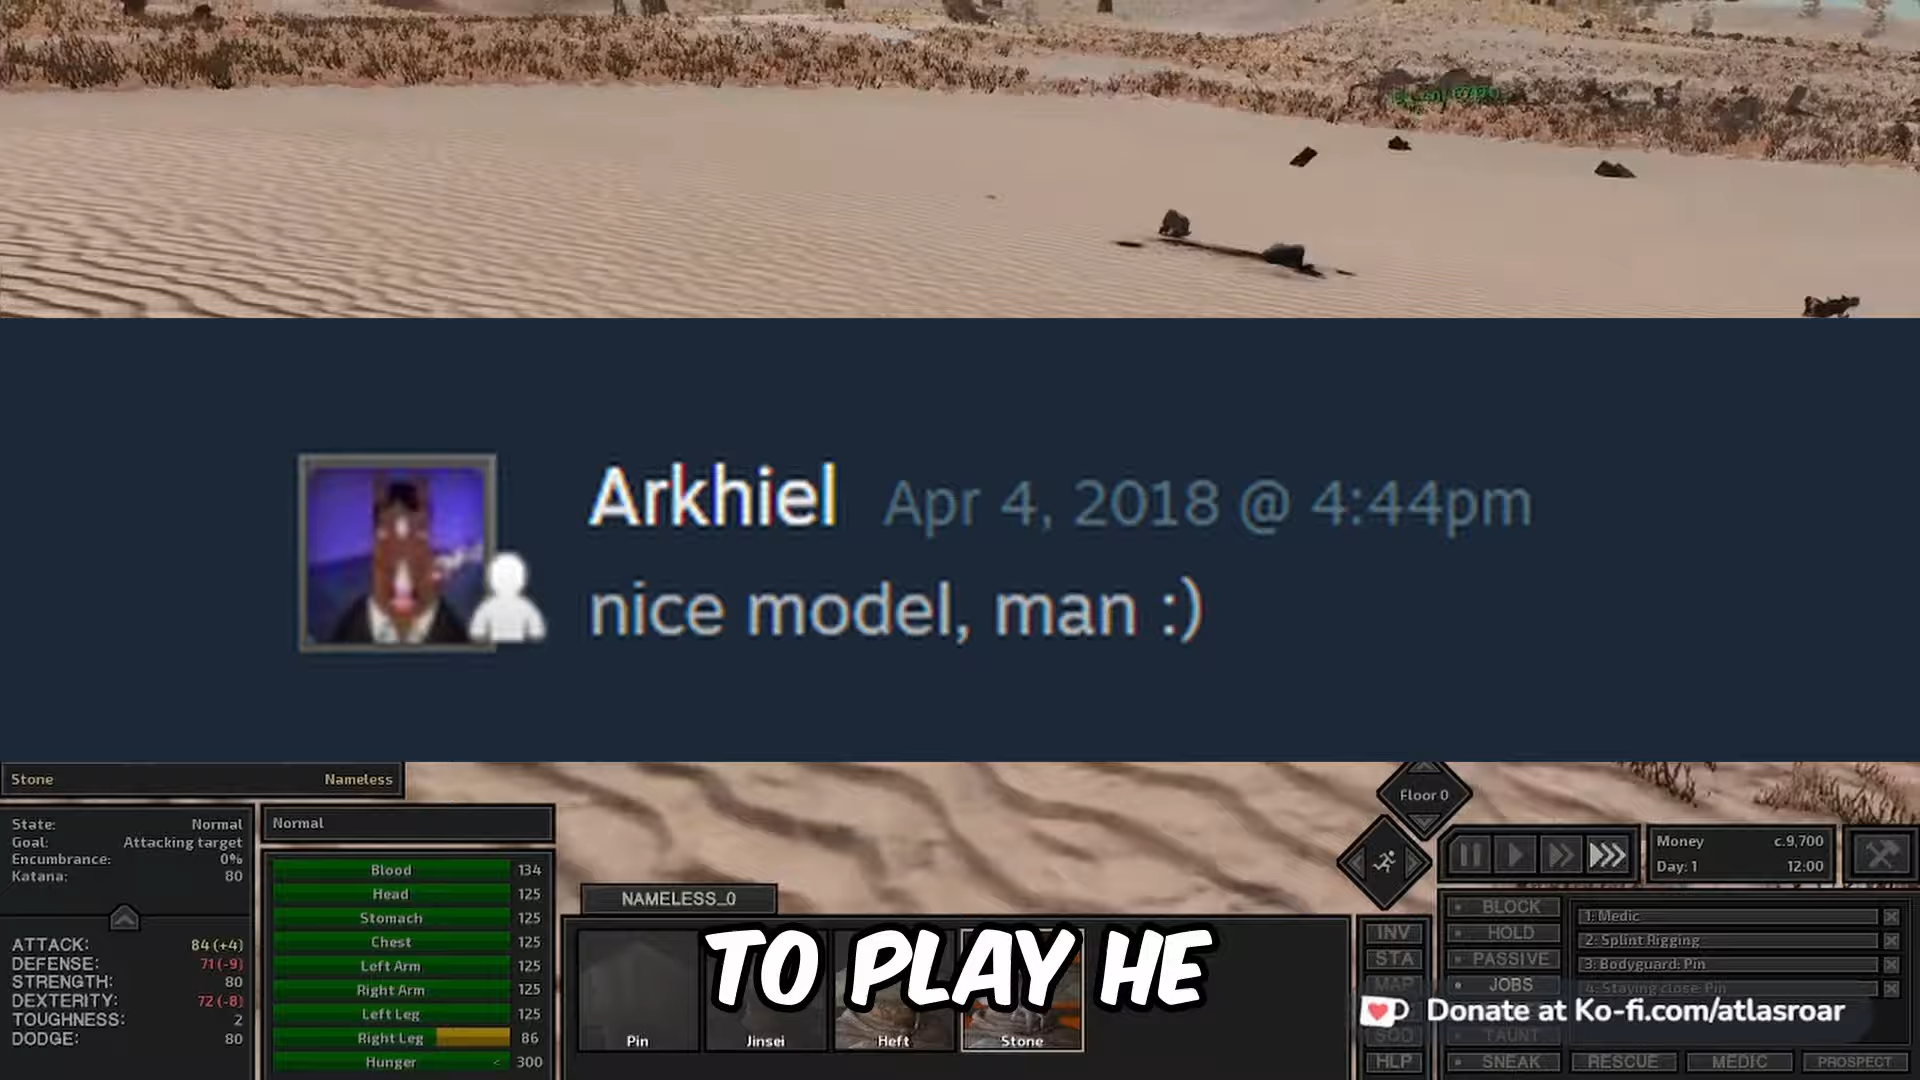 Arkhiel Apr 4, 2018 @ 4:44pm
nice model, man :)
Stone Nameless
State: Normal
Goal: Attacking target
Encumbrance: 0%
Katana: 80
ATTACK: 84 (+4)
DEFENSE: 71 (-9)
STRENGTH: 80
DEXTERITY: 72 (-8)
TOUGHNESS: 2
DODGE: 80
Normal
Blood 134
Head 125
Stomach 125
Chest 125
Left Arm 125
Right Arm 125
Left Leg 125
Right Leg 86
Hunger < 300
NAMELESS_0
Pin Jinsei Heft Stone
TO PLAY HE
Floor 0
Money c.9,700
Day: 1 12:00
INV
STA
MAP
HLP
BLOCK
HOLD
PASSIVE
JOBS
TAUNT
SNEAK
1: Medic
2: Splint Rigging
3: Bodyguard: Pin
4: Staying close: Pin
Donate at Ko-fi.com/atlasroar
RESCUE MEDIC PROSPECT